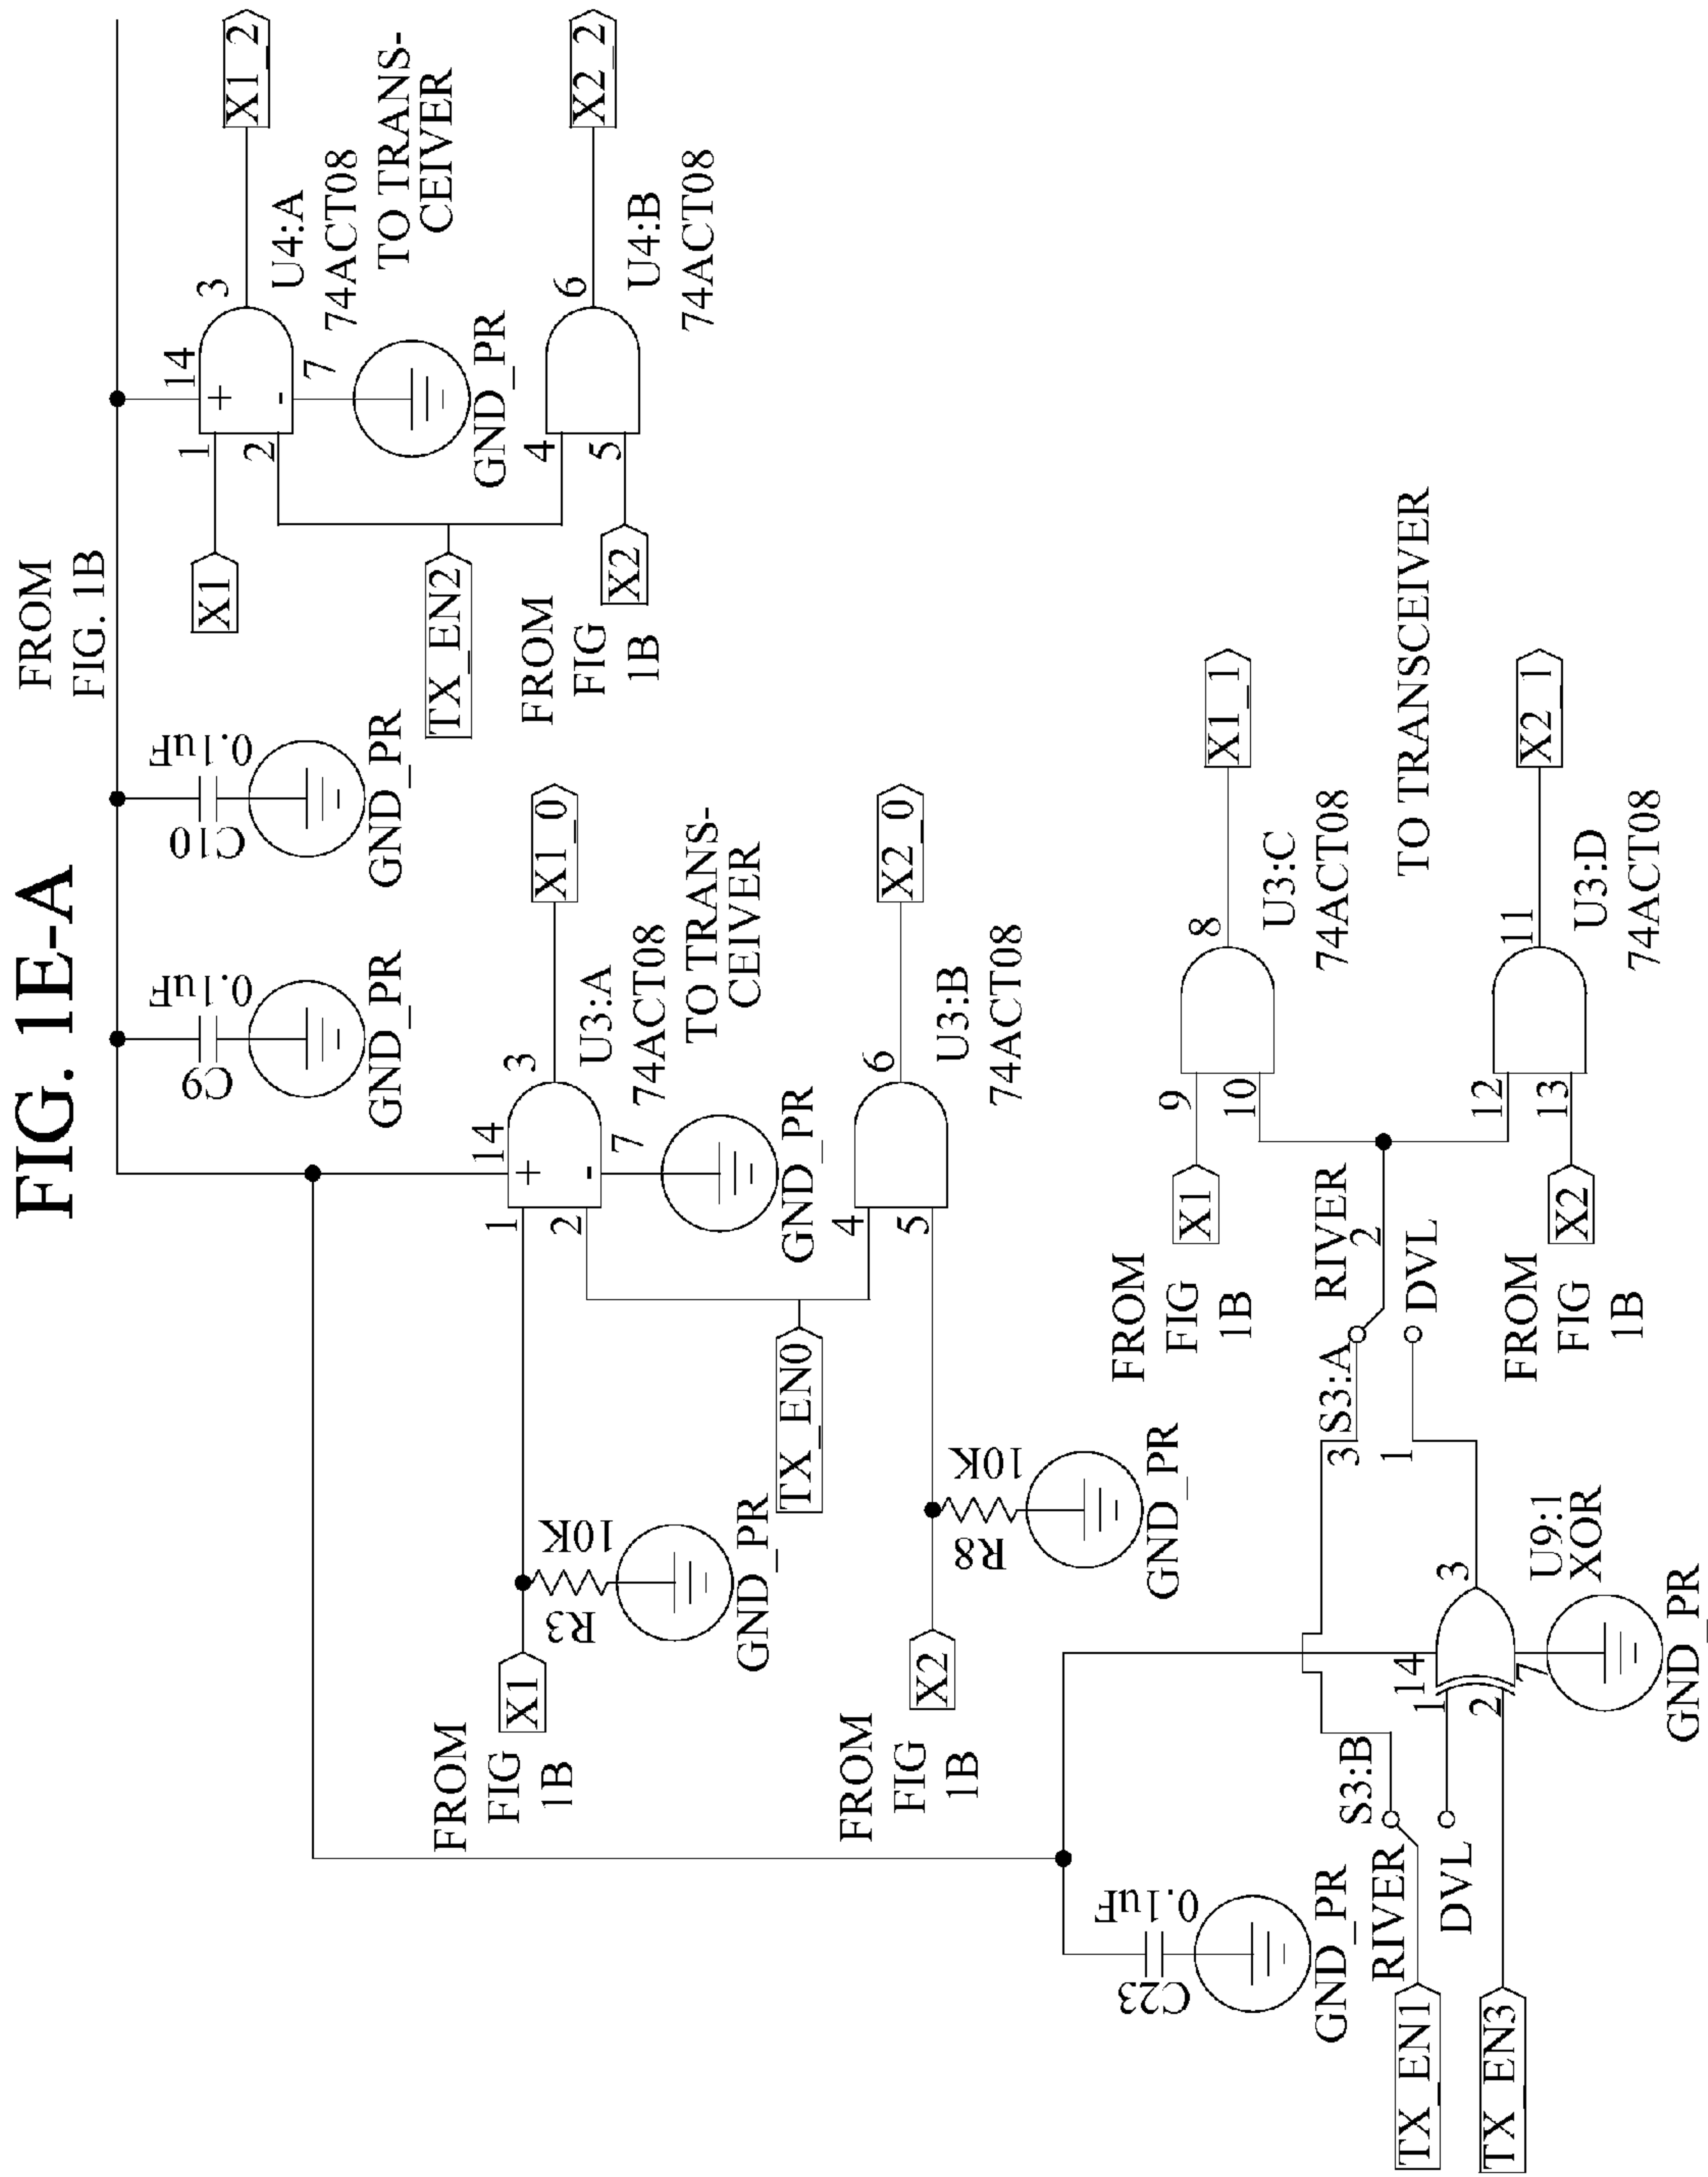 FIG. 1E-A
FROM
FIG. 1B
C9
0.1uF
GND_PR
C10
0.1uF
GND_PR
X1
1
2
14
+
-
7
3
X1_2
U4:A
74ACT08
TO TRANS-
CEIVER
GND_PR
TX_EN2
FROM
FIG
1B
X2
4
5
6
X2_2
U4:B
74ACT08
FROM
FIG
1B
X1
R3
10K
GND_PR
1
2
14
+
-
7
3
X1_0
U3:A
74ACT08
TO TRANS-
CEIVER
GND_PR
TX_EN0
FROM
FIG
1B
X2
R8
10K
GND_PR
4
5
6
X2_0
U3:B
74ACT08
C23
0.1uF
GND_PR
FROM
FIG
1B
X1
9
10
8
X1_1
U3:C
74ACT08
TO TRANSCEIVER
S3:A
RIVER
3
2
1
DVL
FROM
FIG
1B
X2
12
13
11
X2_1
U3:D
74ACT08
S3:B
RIVER
DVL
TX_EN1
TX_EN3
14
1
2
7
3
U9:1
XOR
GND_PR